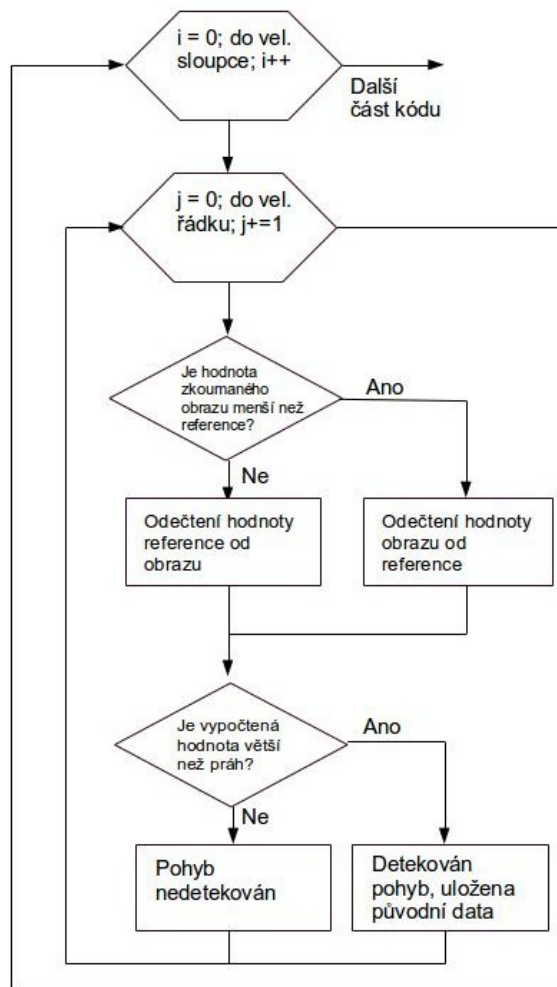 i = 0; do vel.
sloupce; i++
Další
část kódu
j = 0; do vel.
řádku; j+=1
Je hodnota
zkoumaného
obrazu menší než
reference?
Ano
Ne
Odečtení hodnoty
reference od
obrazu
Odečtení hodnoty
obrazu od
reference
Je vypočtená
hodnota větší
než práh?
Ano
Ne
Pohyb
nedetekován
Detekován
pohyb, uložena
původní data